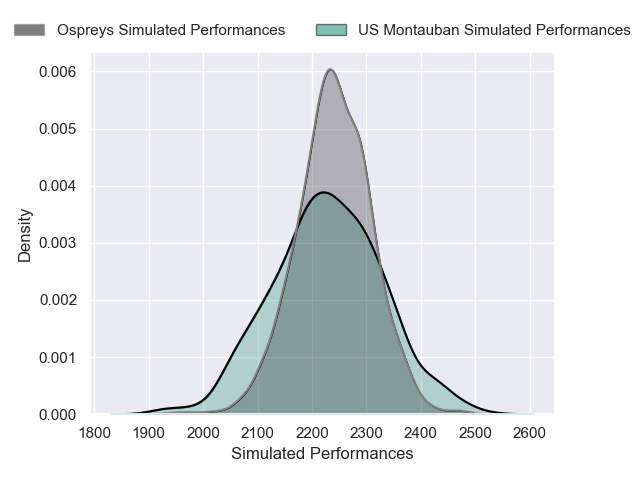 Ospreys Simulated Performances US Montauban Simulated Performances
0.006
0.005
0.004
0.003
0.002
0.001
0.000
Density
1800 1900 2000 2100 2200 2300 2400 2500 2600
Simulated Performances